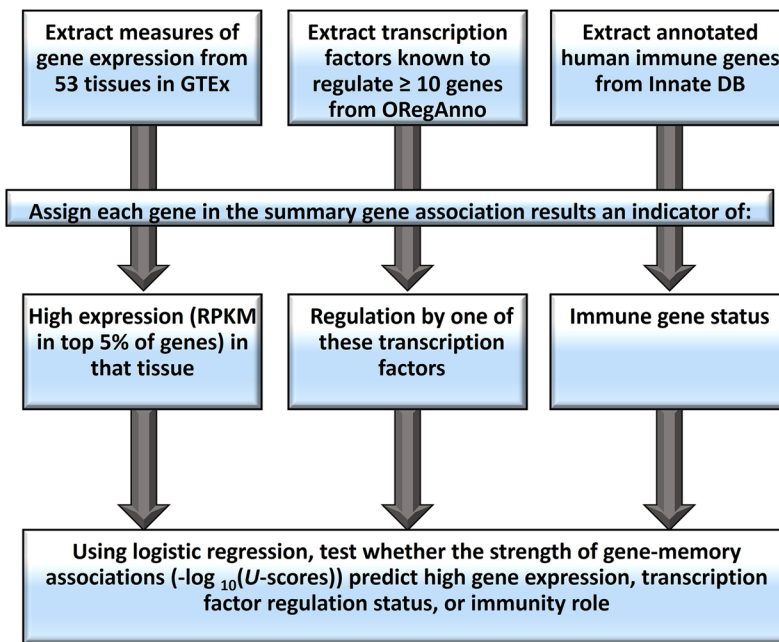 Extract measures of
gene expression from
53 tissues in GTEx
Extract transcription
factors known to
regulate ≥ 10 genes
from ORegAnno
Extract annotated
human immune genes
from Innate DB
Assign each gene in the summary gene association results an indicator of:
High expression (RPKM
in top 5% of genes) in
that tissue
Regulation by one of
these transcription
factors
Immune gene status
Using logistic regression, test whether the strength of gene-memory
associations (-log 10(U-scores)) predict high gene expression, transcription
factor regulation status, or immunity role